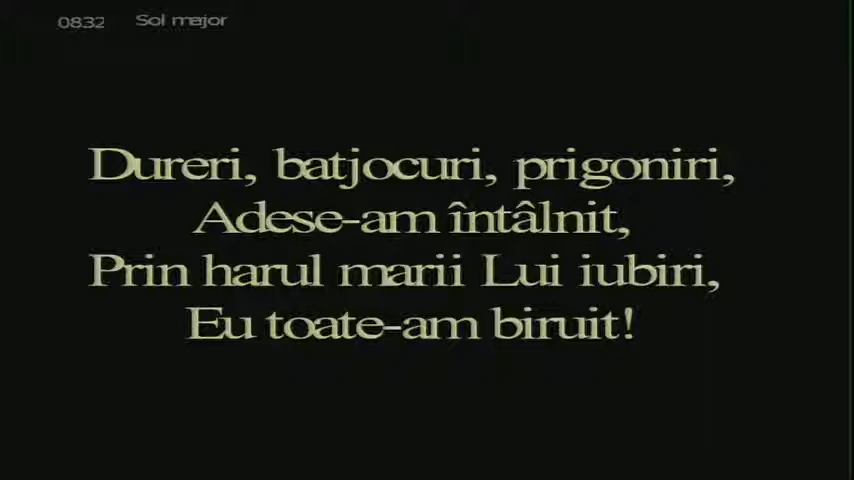 0832 Sol major
Dureri, batjocuri, prigoniri,
Adese-am întâlnit,
Prin harul marii Lui iubiri,
Eu toate-am biruit!